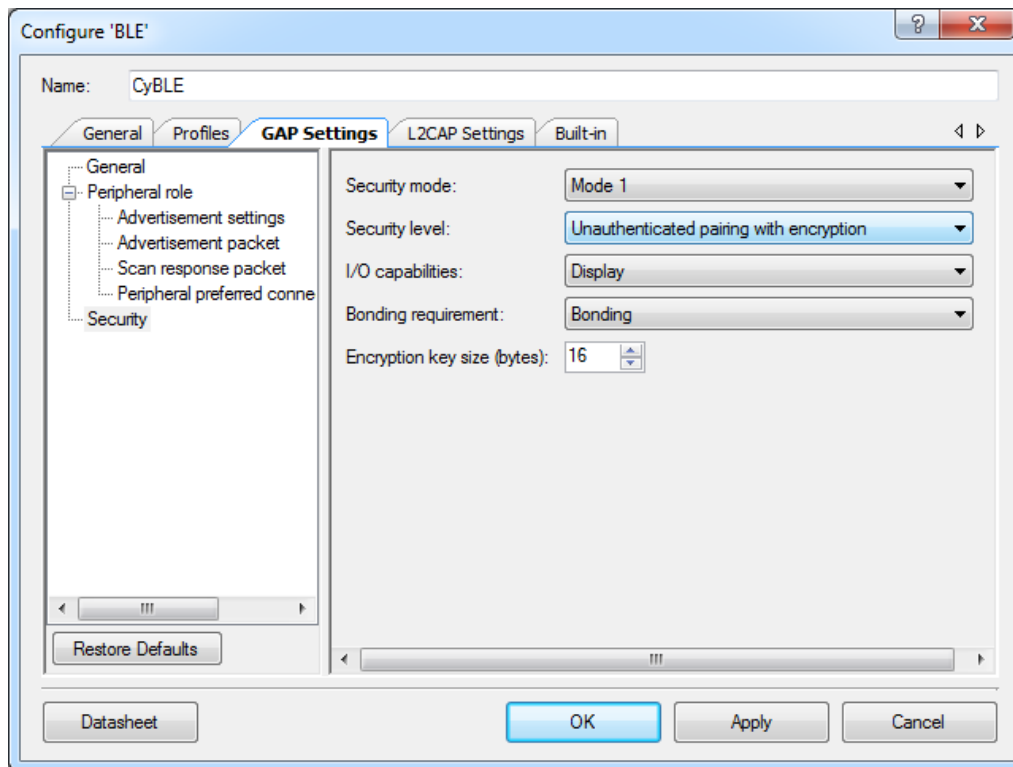 Configure 'BLE'
Name: CyBLE
General Profiles GAP Settings L2CAP Settings Built-in
General
Peripheral role
Advertisement settings
Advertisement packet
Scan response packet
Peripheral preferred conne
Security
Security mode: Mode 1
Security level: Unauthenticated pairing with encryption
I/O capabilities: Display
Bonding requirement: Bonding
Encryption key size (bytes): 16
Restore Defaults
Datasheet OK Apply Cancel